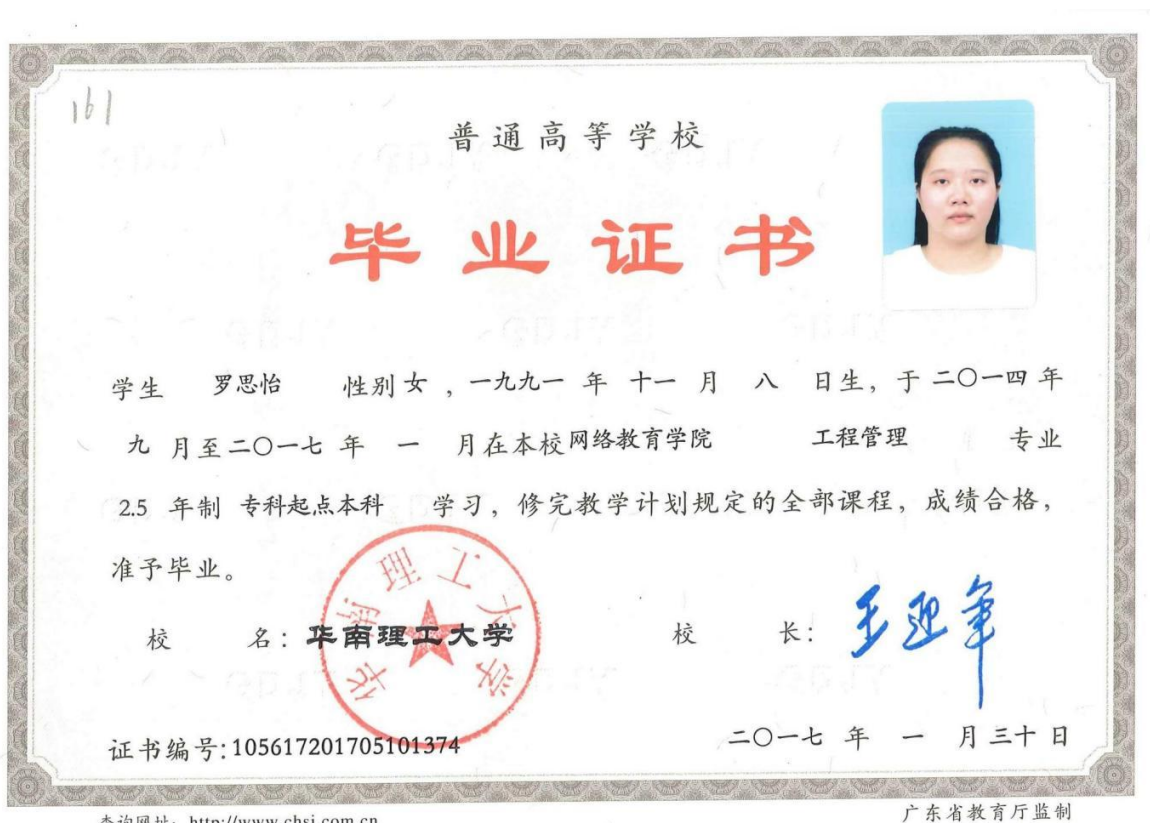 161
普通高等学校
毕业证书
学生 罗思怡 性别女，一九九一年十一月八日生，于二〇一四年
九月至二〇一七年一月在本校网络教育学院 工程管理 专业
2.5 年制 专科起点本科 学习，修完教学计划规定的全部课程，成绩合格，
准予毕业。
华南理工大学
校 名：华南理工大学 校 长：王迎军
证书编号:105617201705101374 二〇一七年一月三十日
查询网址：http://www.chsi.com.cn 广东省教育厅监制